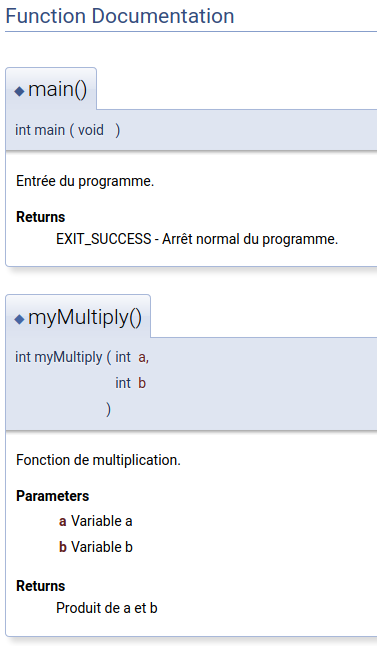 Function Documentation
◆ main()
int main ( void )
Entrée du programme.
Returns
EXIT_SUCCESS - Arrêt normal du programme.
◆ myMultiply()
int myMultiply ( int a,
int b
)
Fonction de multiplication.
Parameters
a Variable a
b Variable b
Returns
Produit de a et b